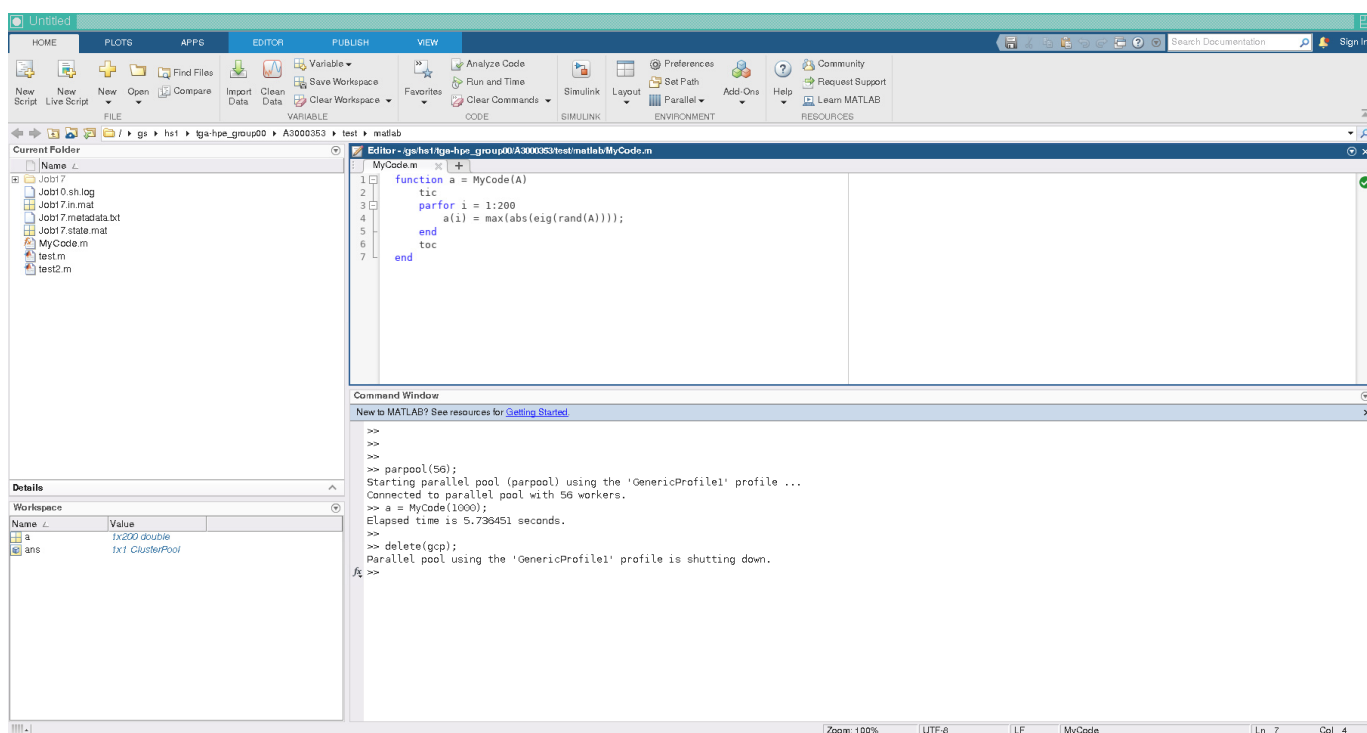 Untitled
HOME PLOTS APPS EDITOR PUBLISH VIEW Search Documentation Sign In
New Script
New Live Script
New
Open
Find Files
Compare
FILE
Import Data
Clean Data
Variable
Save Workspace
Clear Workspace
VARIABLE
Favorites
Analyze Code
Run and Time
Clear Commands
CODE
Simulink
SIMULINK
Layout
Preferences
Set Path
Parallel
Add-Ons
ENVIRONMENT
Help
Community
Request Support
Learn MATLAB
RESOURCES
/ gs hs1 tga-hpe_group00 A3000353 test matlab
Current Folder
Name
Job17
Job10.sh.log
Job17.in.mat
Job17.metadata.txt
Job17.state.mat
MyCode.m
test.m
test2.m
Details
Workspace
Name Value
a 1x200 double
ans 1x1 ClusterPool
Editor - /gs/hs1/tga-hpe_group00/A3000353/test/matlab/MyCode.m
MyCode.m
1 function a = MyCode(A)
2 tic
3 parfor i = 1:200
4 a(i) = max(abs(eig(rand(A))));
5 end
6 toc
7 end
Command Window
New to MATLAB? See resources for Getting Started.
>>
>>
>>
>> parpool(56);
Starting parallel pool (parpool) using the 'GenericProfile1' profile ...
Connected to parallel pool with 56 workers.
>> a = MyCode(1000);
Elapsed time is 5.736451 seconds.
>>
>> delete(gcp);
Parallel pool using the 'GenericProfile1' profile is shutting down.
fx >>
Zoom: 100% UTF-8 LF MyCode Ln 7 Col 4